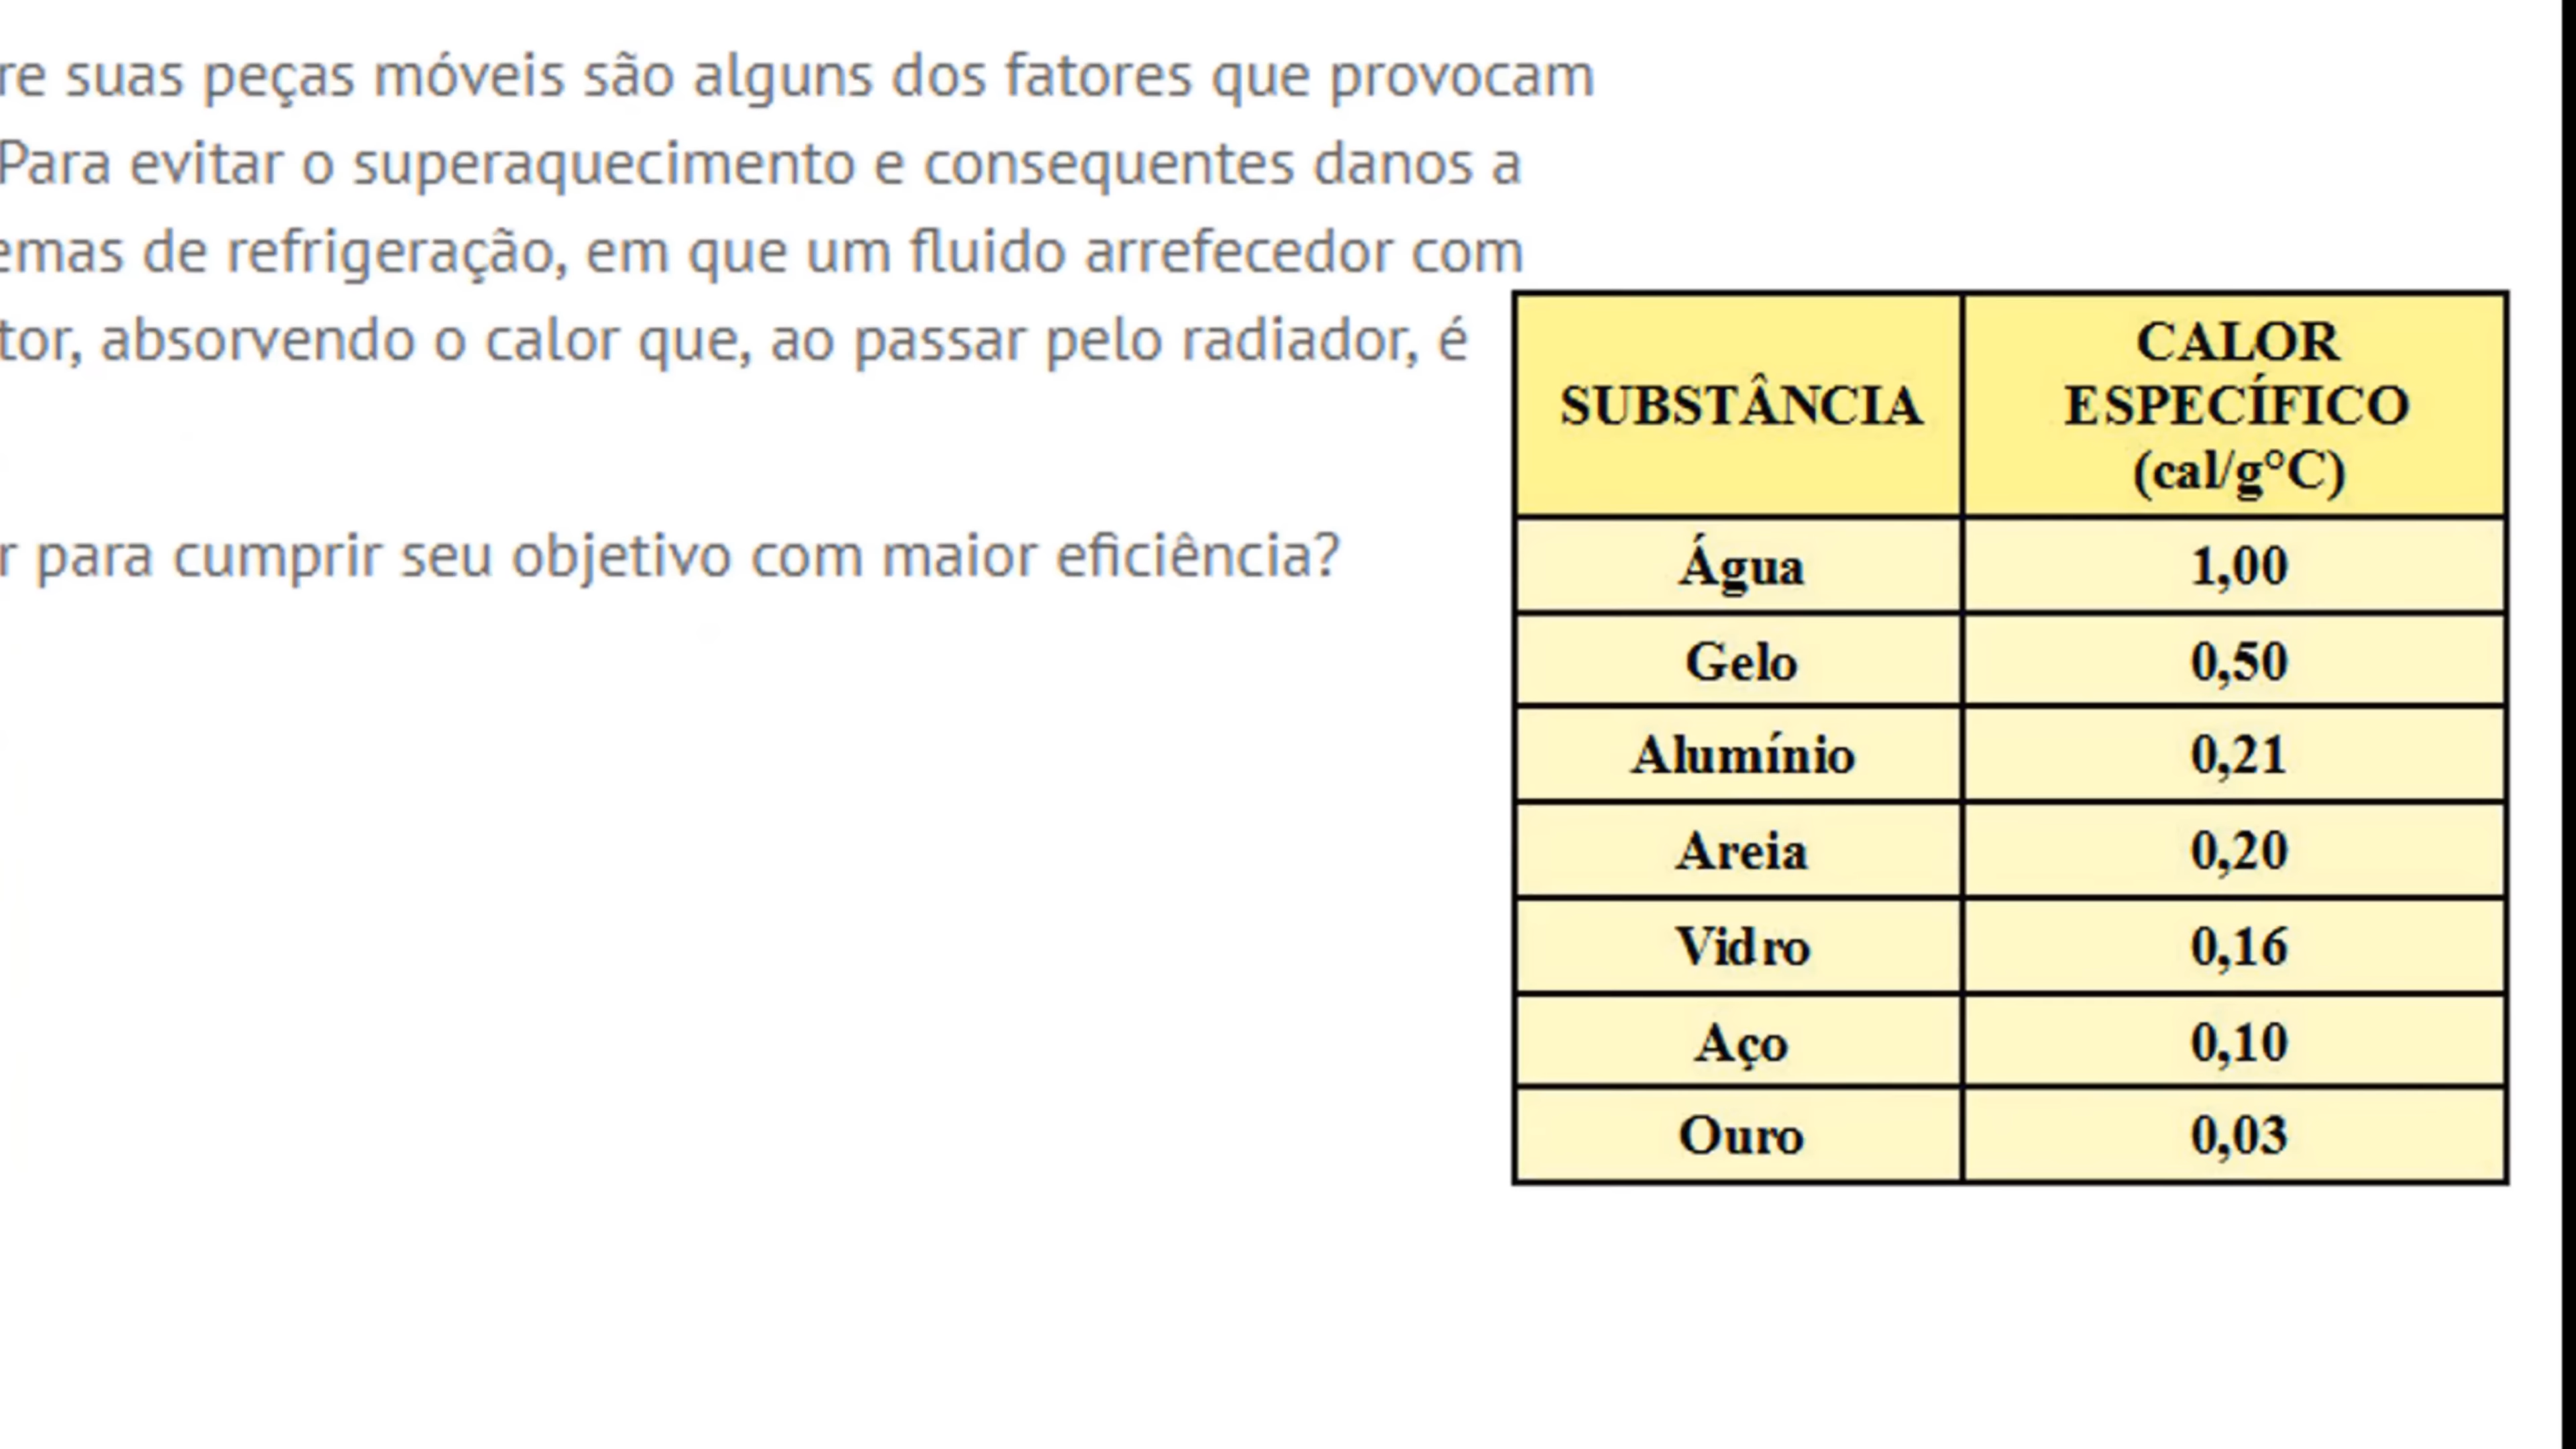 re suas peças móveis são alguns dos fatores que provocam
Para evitar o superaquecimento e consequentes danos a
emas de refrigeração, em que um fluido arrefecedor com
tor, absorvendo o calor que, ao passar pelo radiador, é
r para cumprir seu objetivo com maior eficiência?
SUBSTÂNCIA CALOR ESPECÍFICO (cal/g°C)
Água 1,00
Gelo 0,50
Alumínio 0,21
Areia 0,20
Vidro 0,16
Aço 0,10
Ouro 0,03